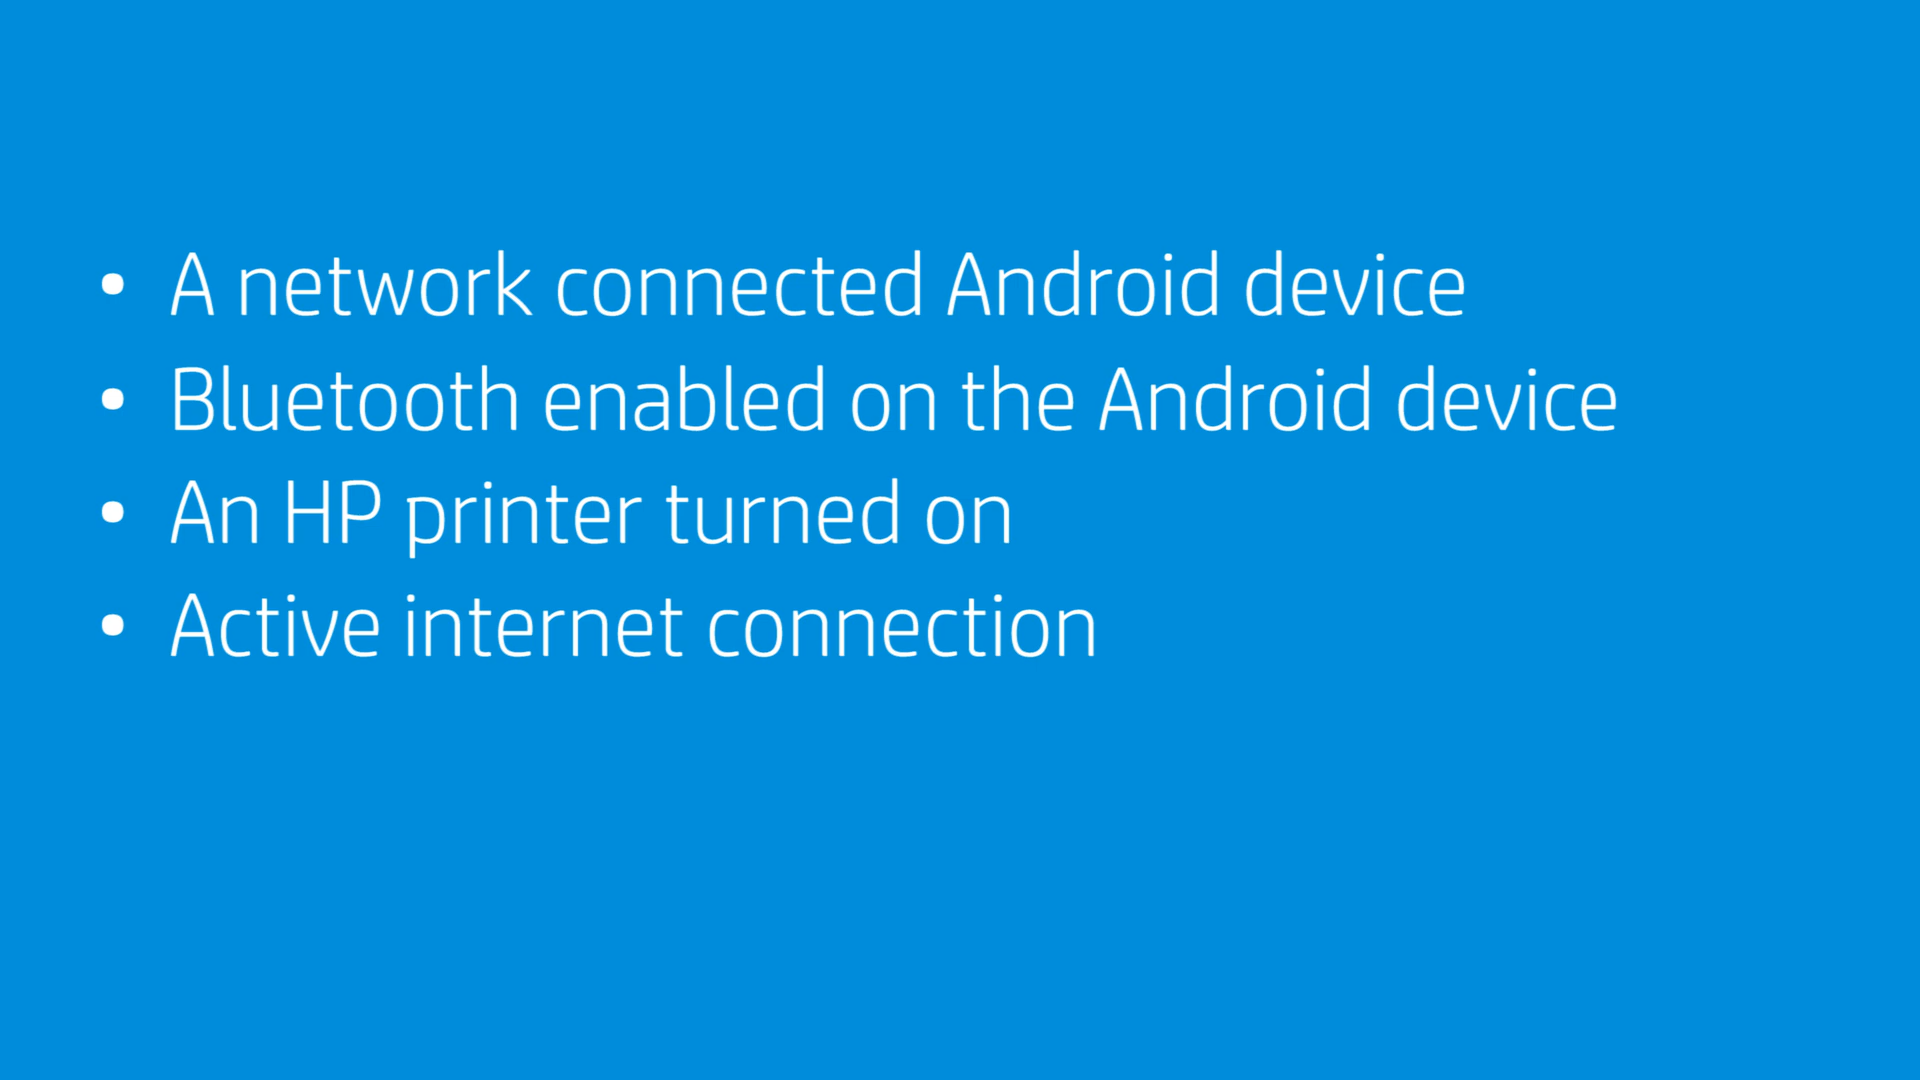 • A network connected Android device
• Bluetooth enabled on the Android device
• An HP printer turned on
• Active internet connection